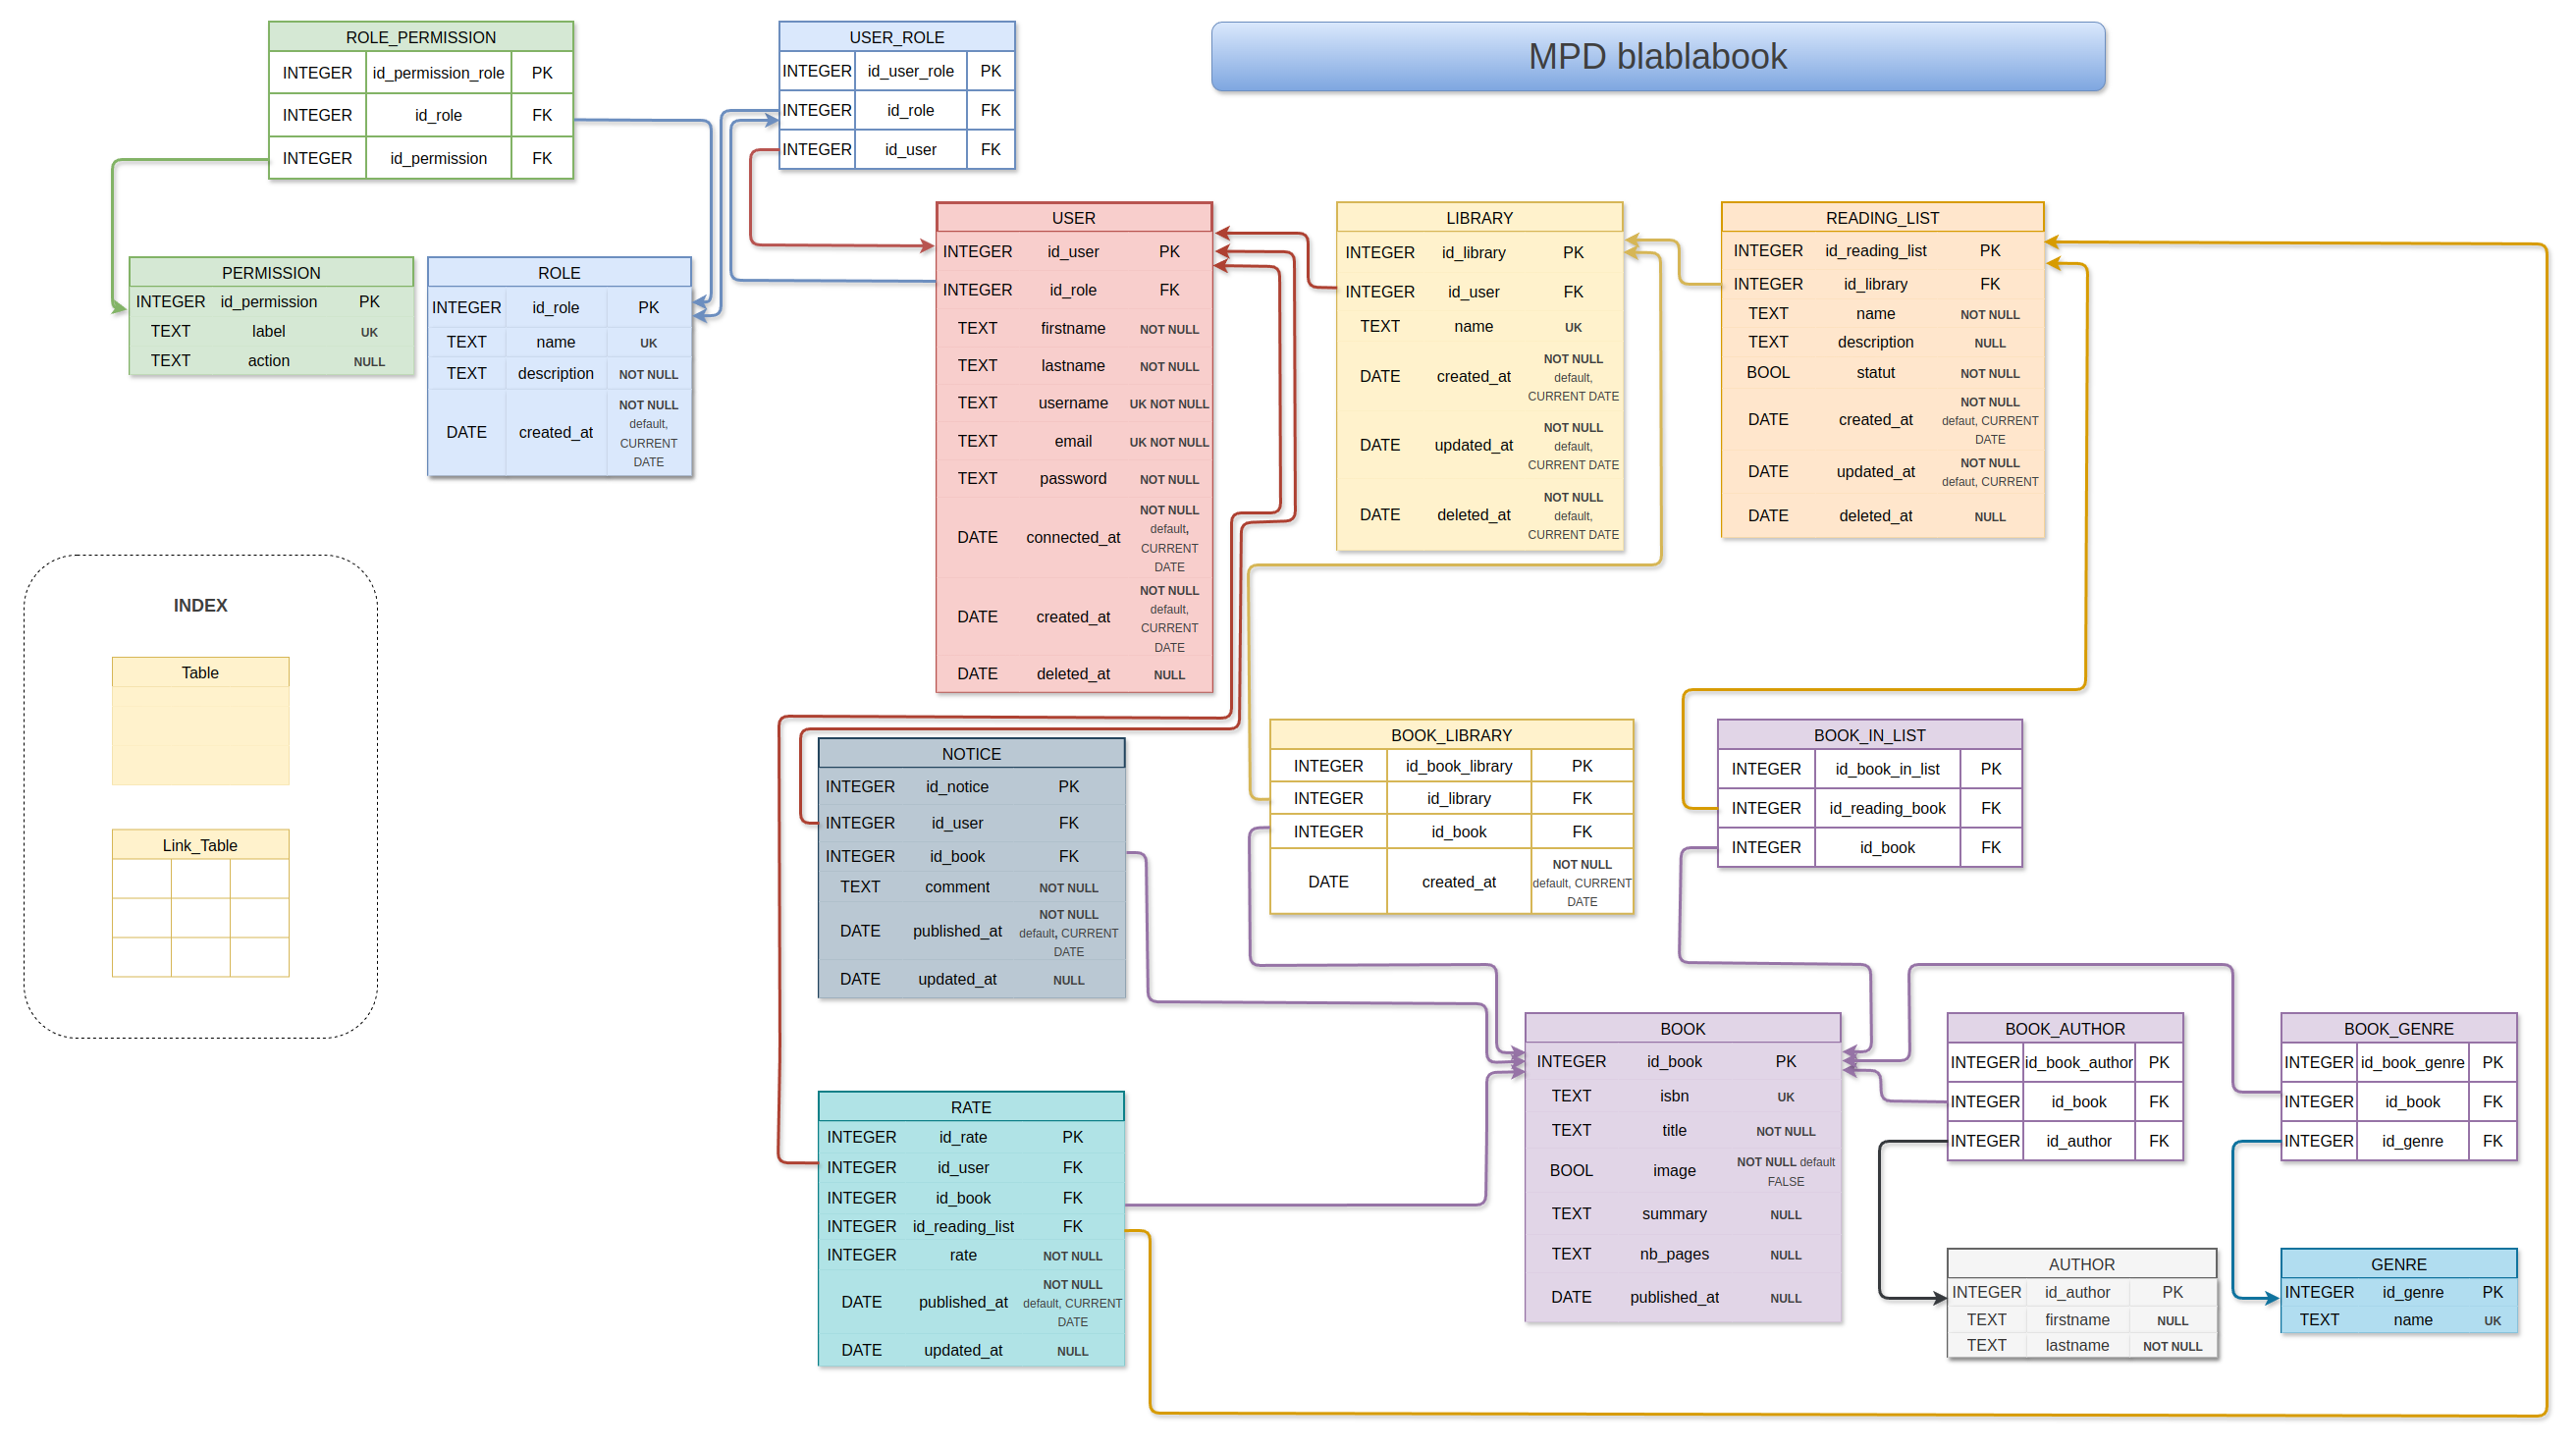 MPD blablabook
ROLE_PERMISSION
INTEGER id_permission_role PK
INTEGER id_role FK
INTEGER id_permission FK
USER_ROLE
INTEGER id_user_role PK
INTEGER id_role FK
INTEGER id_user FK
PERMISSION
INTEGER id_permission PK
TEXT label UK
TEXT action NULL
ROLE
INTEGER id_role PK
TEXT name UK
TEXT description NOT NULL
DATE created_at NOT NULL
default,
CURRENT
DATE
USER
INTEGER id_user PK
INTEGER id_role FK
TEXT firstname NOT NULL
TEXT lastname NOT NULL
TEXT username UK NOT NULL
TEXT email UK NOT NULL
TEXT password NOT NULL
DATE connected_at NOT NULL
default,
CURRENT
DATE
DATE created_at NOT NULL
default,
CURRENT
DATE
DATE deleted_at NULL
LIBRARY
INTEGER id_library PK
INTEGER id_user FK
TEXT name UK
DATE created_at NOT NULL
default,
CURRENT DATE
DATE updated_at NOT NULL
default,
CURRENT DATE
DATE deleted_at NOT NULL
default,
CURRENT DATE
READING_LIST
INTEGER id_reading_list PK
INTEGER id_library FK
TEXT name NOT NULL
TEXT description NULL
BOOL statut NOT NULL
DATE created_at NOT NULL
defaut, CURRENT
DATE
DATE updated_at NOT NULL
defaut, CURRENT
DATE deleted_at NULL
INDEX
Table
Link_Table
NOTICE
INTEGER id_notice PK
INTEGER id_user FK
INTEGER id_book FK
TEXT comment NOT NULL
DATE published_at NOT NULL
default, CURRENT
DATE
DATE updated_at NULL
BOOK_LIBRARY
INTEGER id_book_library PK
INTEGER id_library FK
INTEGER id_book FK
DATE created_at NOT NULL
default, CURRENT
DATE
BOOK_IN_LIST
INTEGER id_book_in_list PK
INTEGER id_reading_book FK
INTEGER id_book FK
RATE
INTEGER id_rate PK
INTEGER id_user FK
INTEGER id_book FK
INTEGER id_reading_list FK
INTEGER rate NOT NULL
DATE published_at NOT NULL
default, CURRENT
DATE
DATE updated_at NULL
BOOK
INTEGER id_book PK
TEXT isbn UK
TEXT title NOT NULL
BOOL image NOT NULL default
FALSE
TEXT summary NULL
TEXT nb_pages NULL
DATE published_at NULL
BOOK_AUTHOR
INTEGER id_book_author PK
INTEGER id_book FK
INTEGER id_author FK
BOOK_GENRE
INTEGER id_book_genre PK
INTEGER id_book FK
INTEGER id_genre FK
AUTHOR
INTEGER id_author PK
TEXT firstname NULL
TEXT lastname NOT NULL
GENRE
INTEGER id_genre PK
TEXT name UK